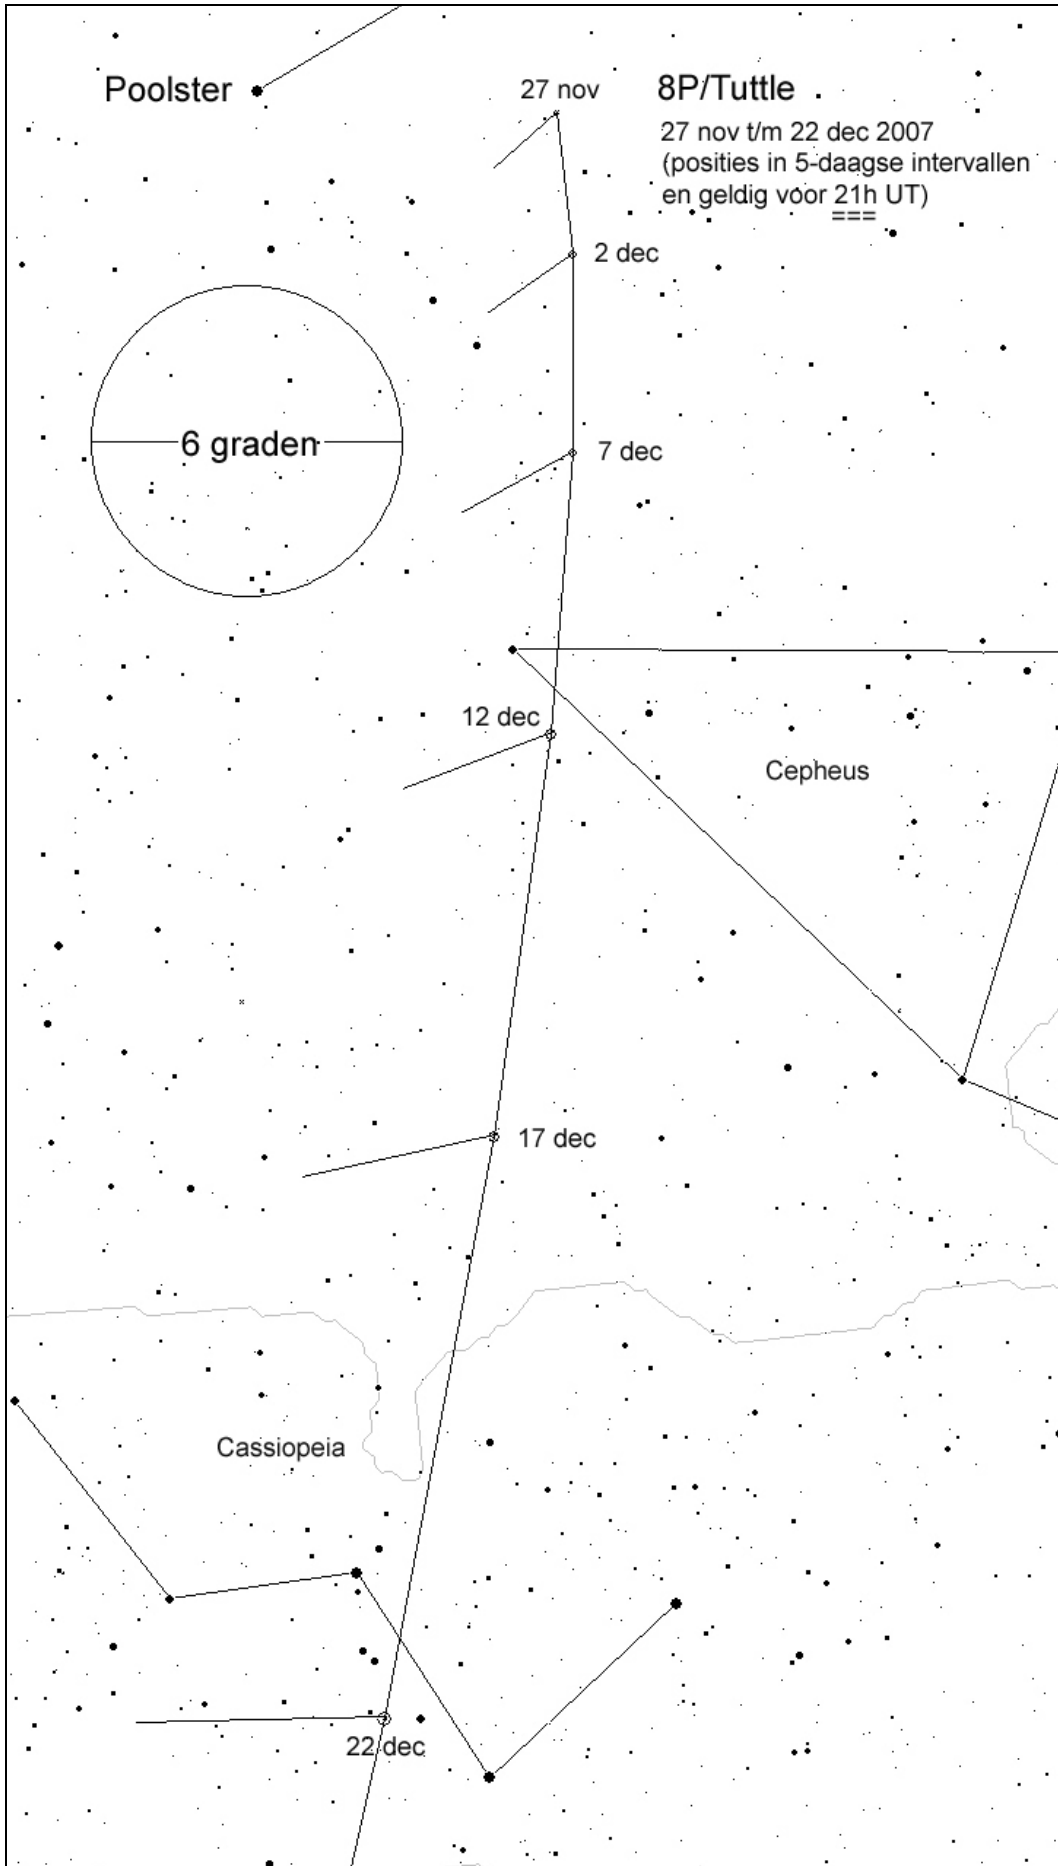 Poolster
27 nov
8P/Tuttle
27 nov t/m 22 dec 2007
(posities in 5-daagse intervallen
en geldig voor 21h UT)
===
2 dec
6 graden
7 dec
12 dec
Cepheus
17 dec
Cassiopeia
22 dec